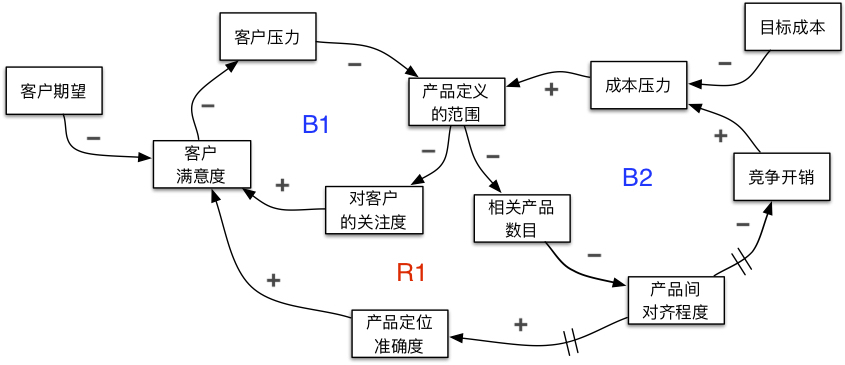 目标成本
客户压力
客户期望
产品定义
的范围
成本压力
客户
满意度
B1
B2
竞争开销
对客户
的关注度
相关产品
数目
R1
产品间
对齐程度
产品定位
准确度
−
−
−
−
+
−
+
−
−
+
−
−
+
+